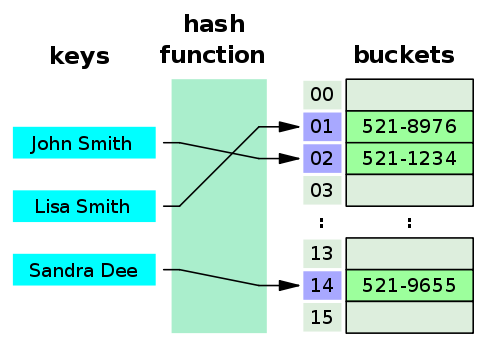 hash
keys function buckets
00
01 521-8976
John Smith
02 521-1234
03
Lisa Smith
: :
13
Sandra Dee
14 521-9655
15